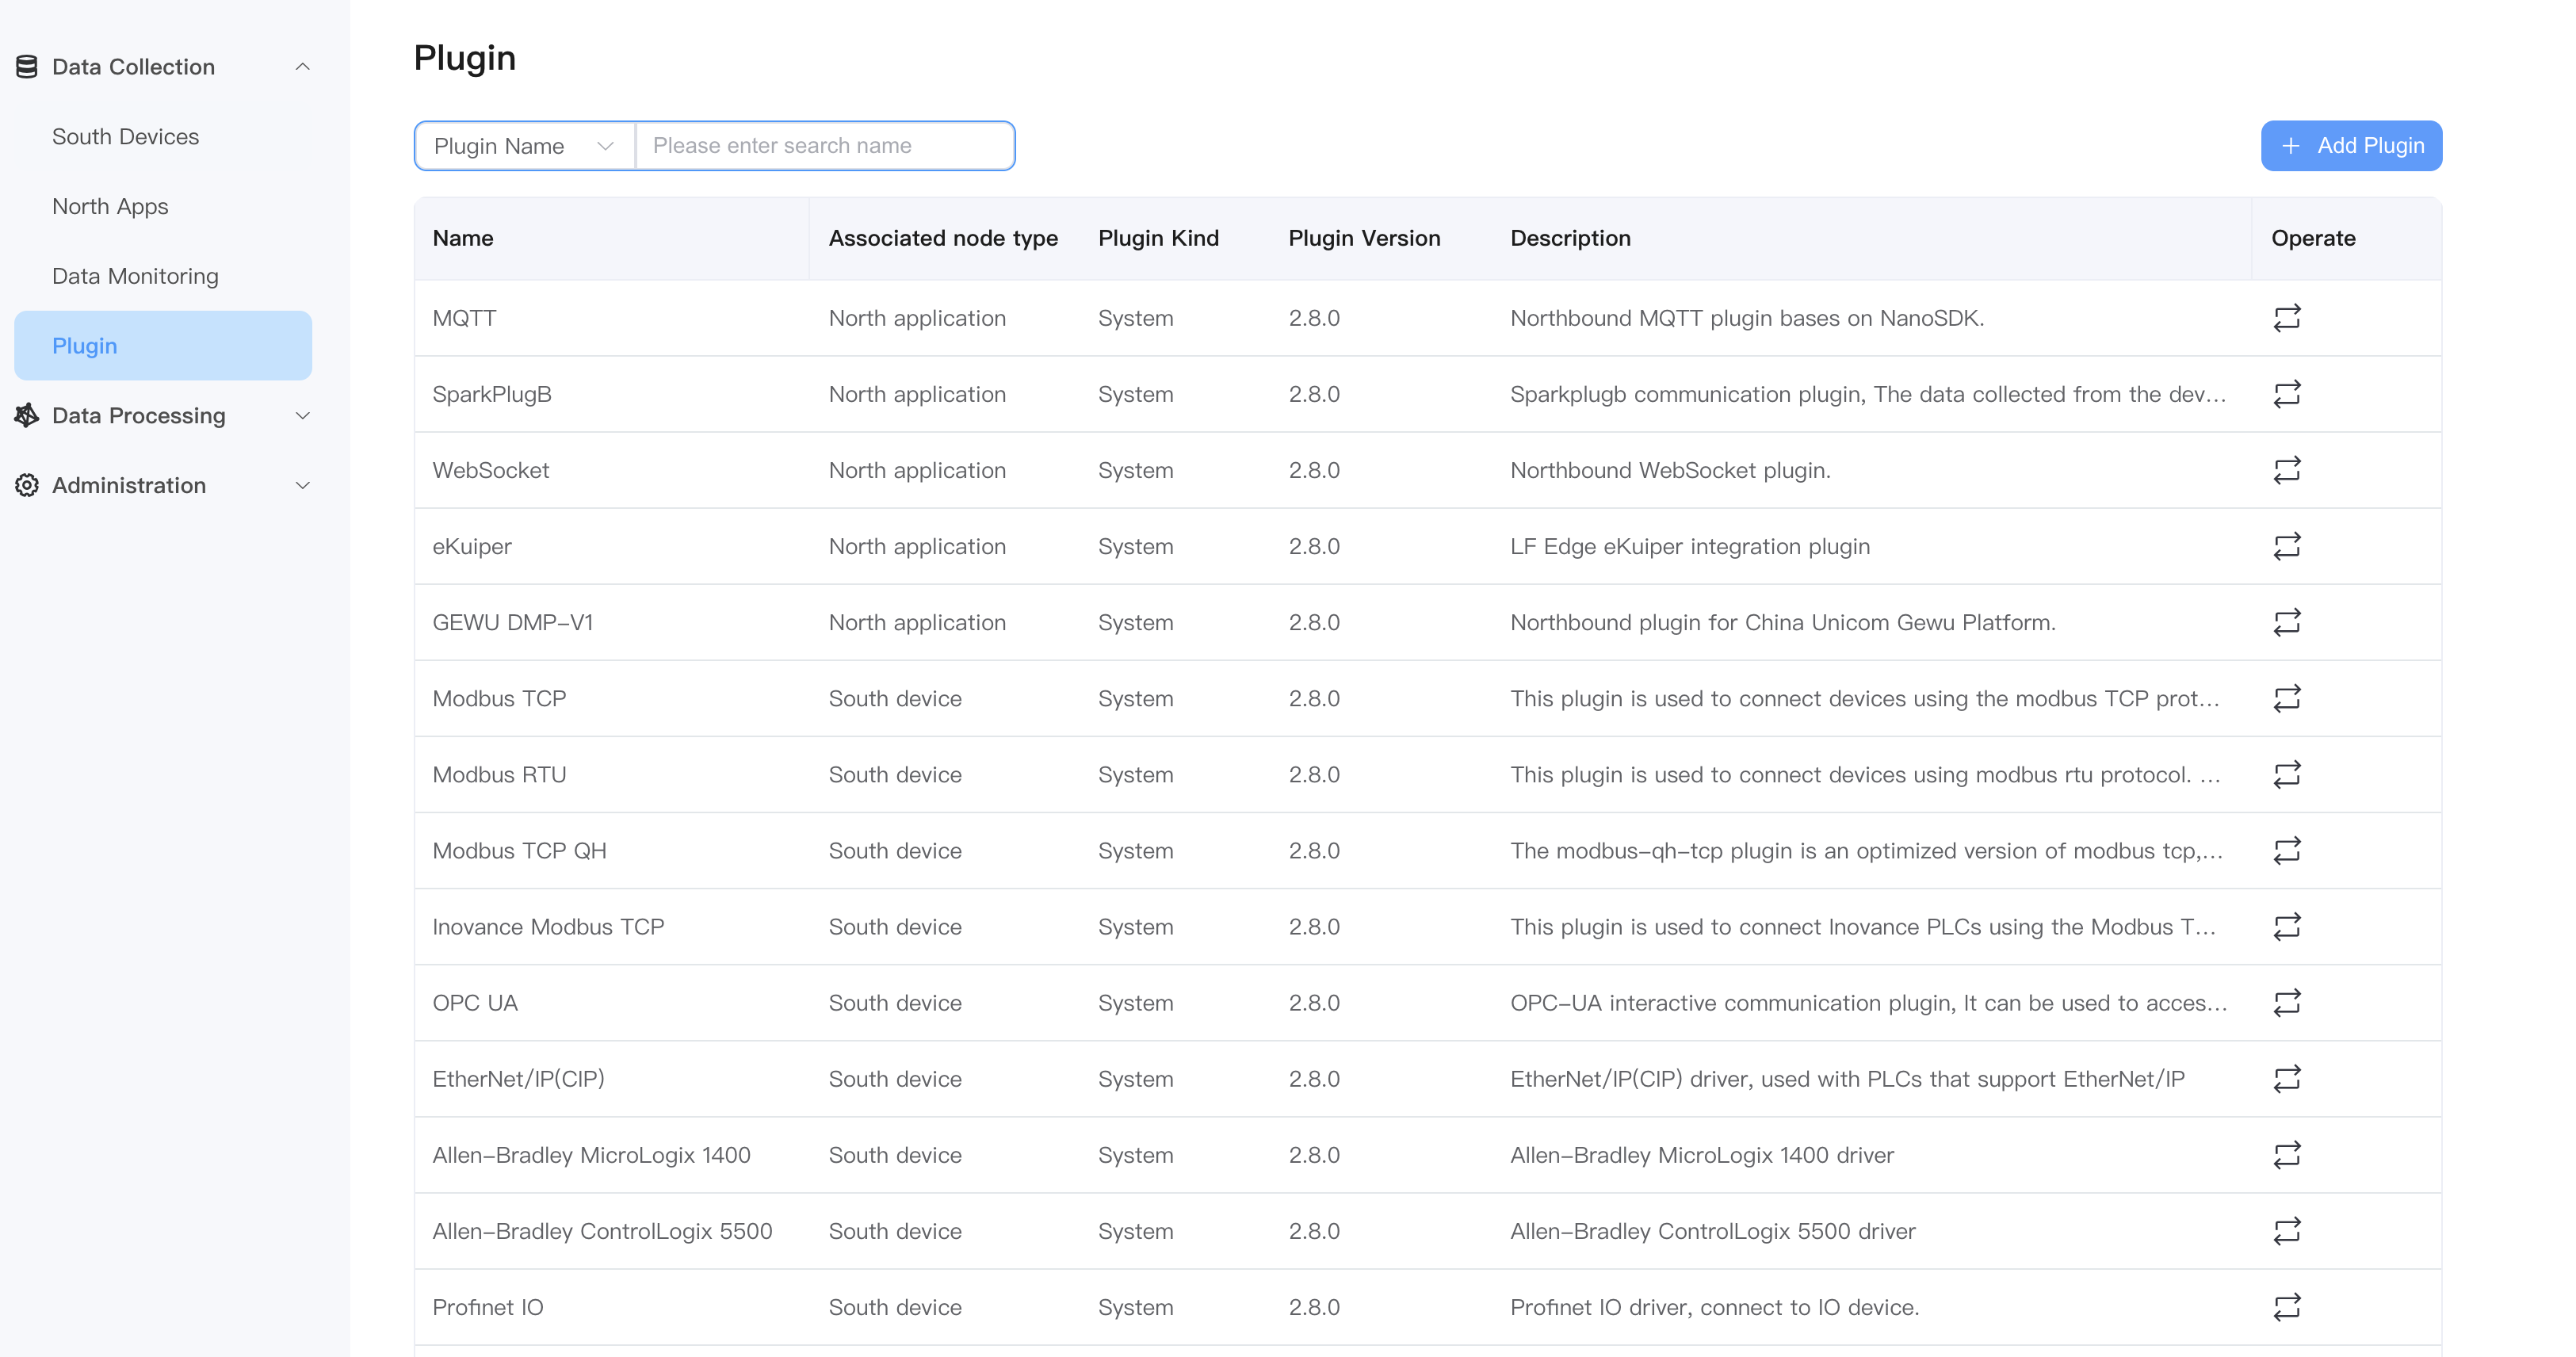 Data Collection
South Devices
North Apps
Data Monitoring
Plugin
Data Processing
Administration
Plugin
Plugin Name Please enter search name
Add Plugin
Name Associated node type Plugin Kind Plugin Version Description Operate
MQTT North application System 2.8.0 Northbound MQTT plugin bases on NanoSDK.
SparkPlugB North application System 2.8.0 Sparkplugb communication plugin, The data collected from the dev...
WebSocket North application System 2.8.0 Northbound WebSocket plugin.
eKuiper North application System 2.8.0 LF Edge eKuiper integration plugin
GEWU DMP-V1 North application System 2.8.0 Northbound plugin for China Unicom Gewu Platform.
Modbus TCP South device System 2.8.0 This plugin is used to connect devices using the modbus TCP prot...
Modbus RTU South device System 2.8.0 This plugin is used to connect devices using modbus rtu protocol. ...
Modbus TCP QH South device System 2.8.0 The modbus-qh-tcp plugin is an optimized version of modbus tcp,...
Inovance Modbus TCP South device System 2.8.0 This plugin is used to connect Inovance PLCs using the Modbus T...
OPC UA South device System 2.8.0 OPC-UA interactive communication plugin, It can be used to acces...
EtherNet/IP(CIP) South device System 2.8.0 EtherNet/IP(CIP) driver, used with PLCs that support EtherNet/IP
Allen-Bradley MicroLogix 1400 South device System 2.8.0 Allen-Bradley MicroLogix 1400 driver
Allen-Bradley ControlLogix 5500 South device System 2.8.0 Allen-Bradley ControlLogix 5500 driver
Profinet IO South device System 2.8.0 Profinet IO driver, connect to IO device.